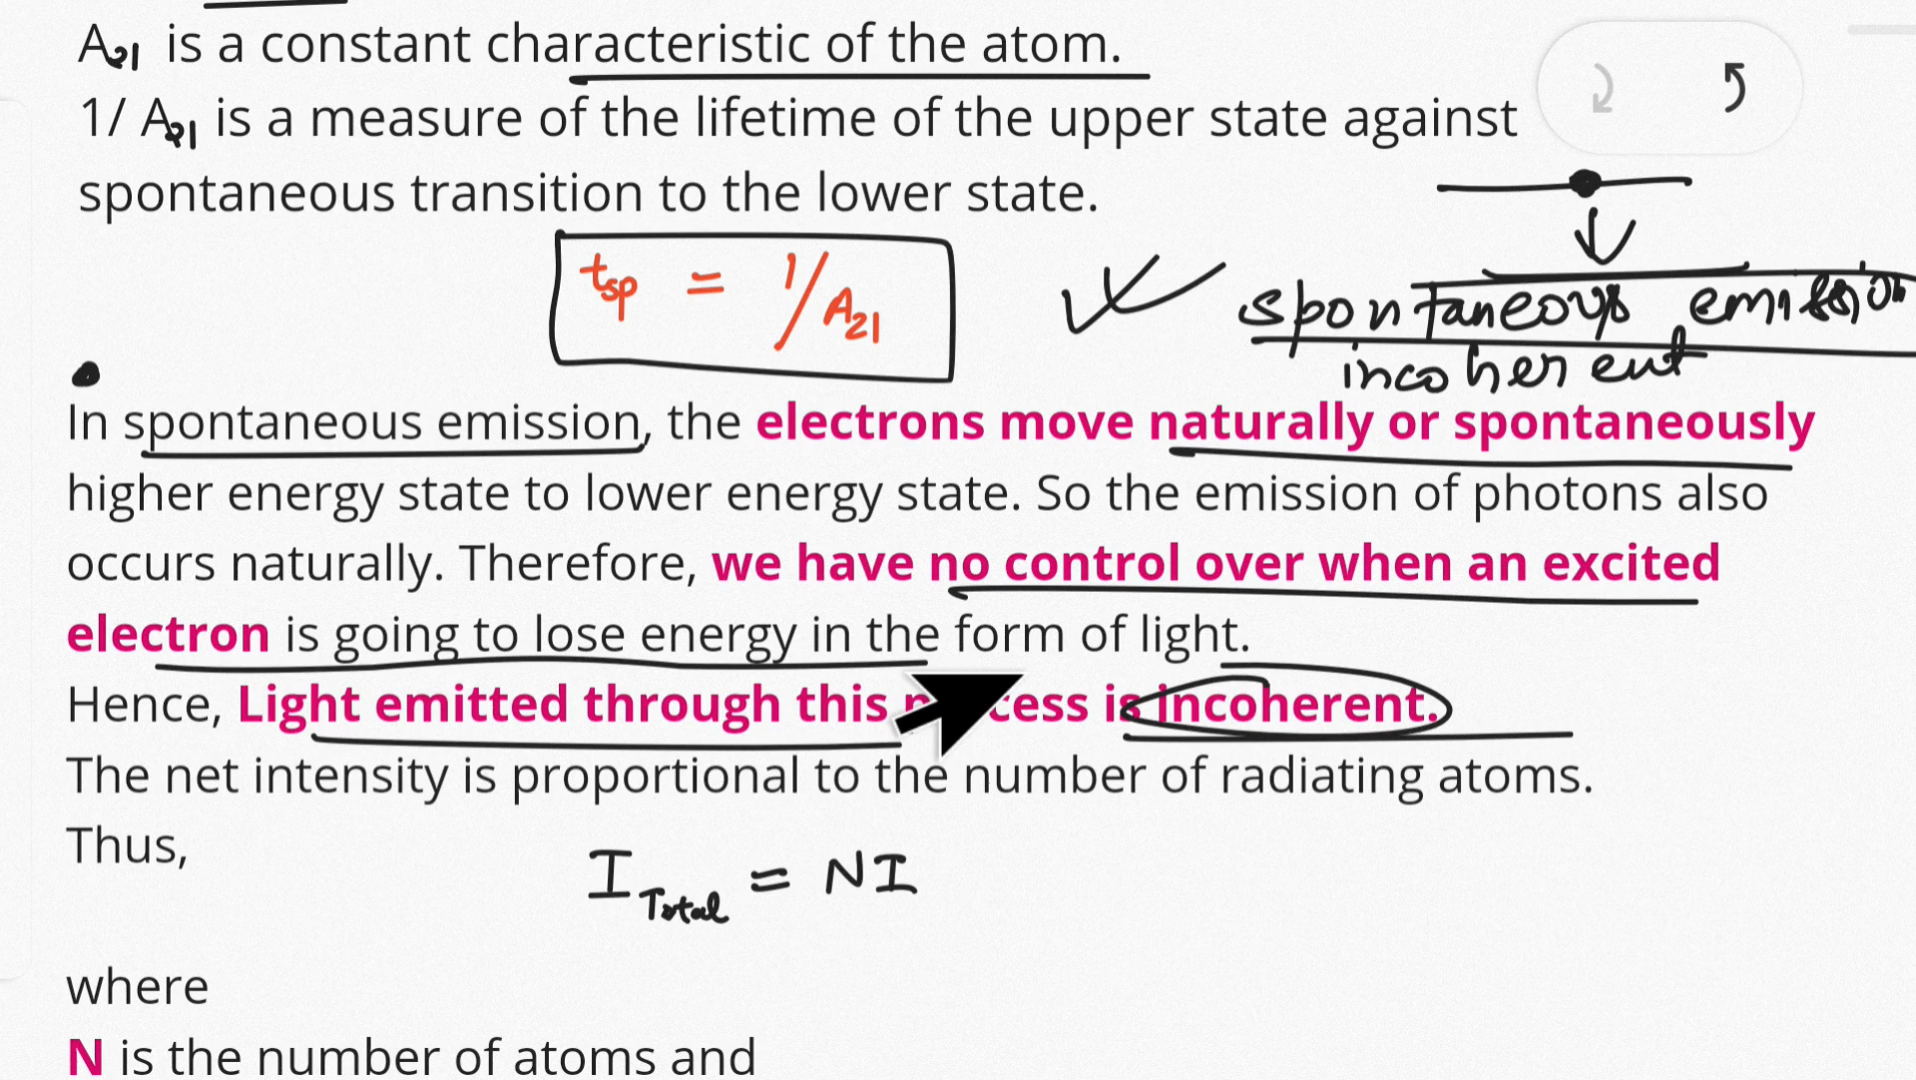 A21 is a constant characteristic of the atom.
1/ A21 is a measure of the lifetime of the upper state against
spontaneous transition to the lower state.
tsp = 1/A21
spontaneous emission
incoherent
In spontaneous emission, the electrons move naturally or spontaneously
higher energy state to lower energy state. So the emission of photons also
occurs naturally. Therefore, we have no control over when an excited
electron is going to lose energy in the form of light.
Hence, Light emitted through this is incoherent.
The net intensity is proportional to the number of radiating atoms.
Thus,
I Total = NI
where
N is the number of atoms and